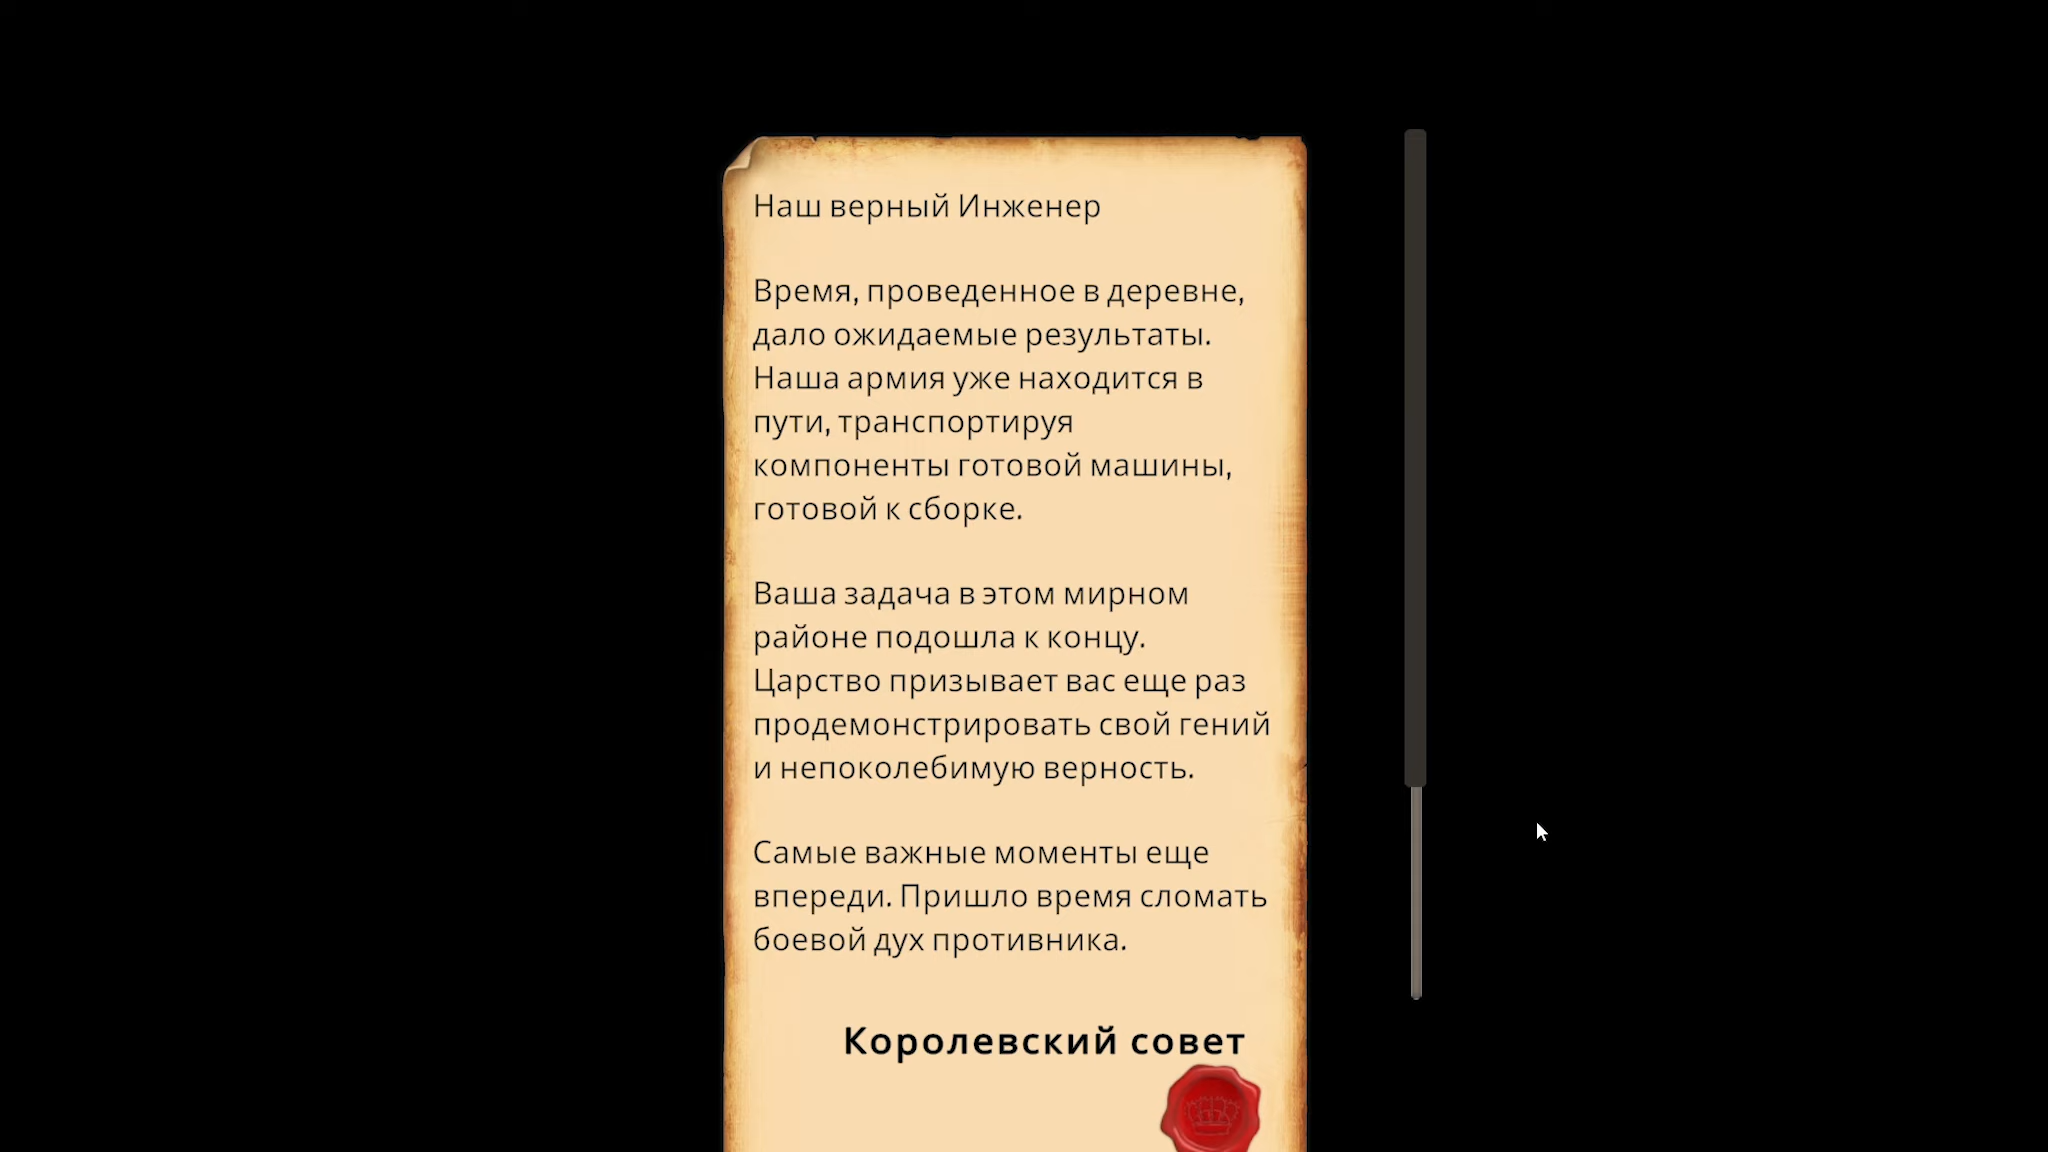 Наш верный Инженер
Время, проведенное в деревне,
дало ожидаемые результаты.
Наша армия уже находится в
пути, транспортируя
компоненты готовой машины,
готовой к сборке.
Ваша задача в этом мирном
районе подошла к концу.
Царство призывает вас еще раз
продемонстрировать свой гений
и непоколебимую верность.
Самые важные моменты еще
впереди. Пришло время сломать
боевой дух противника.
Королевский совет